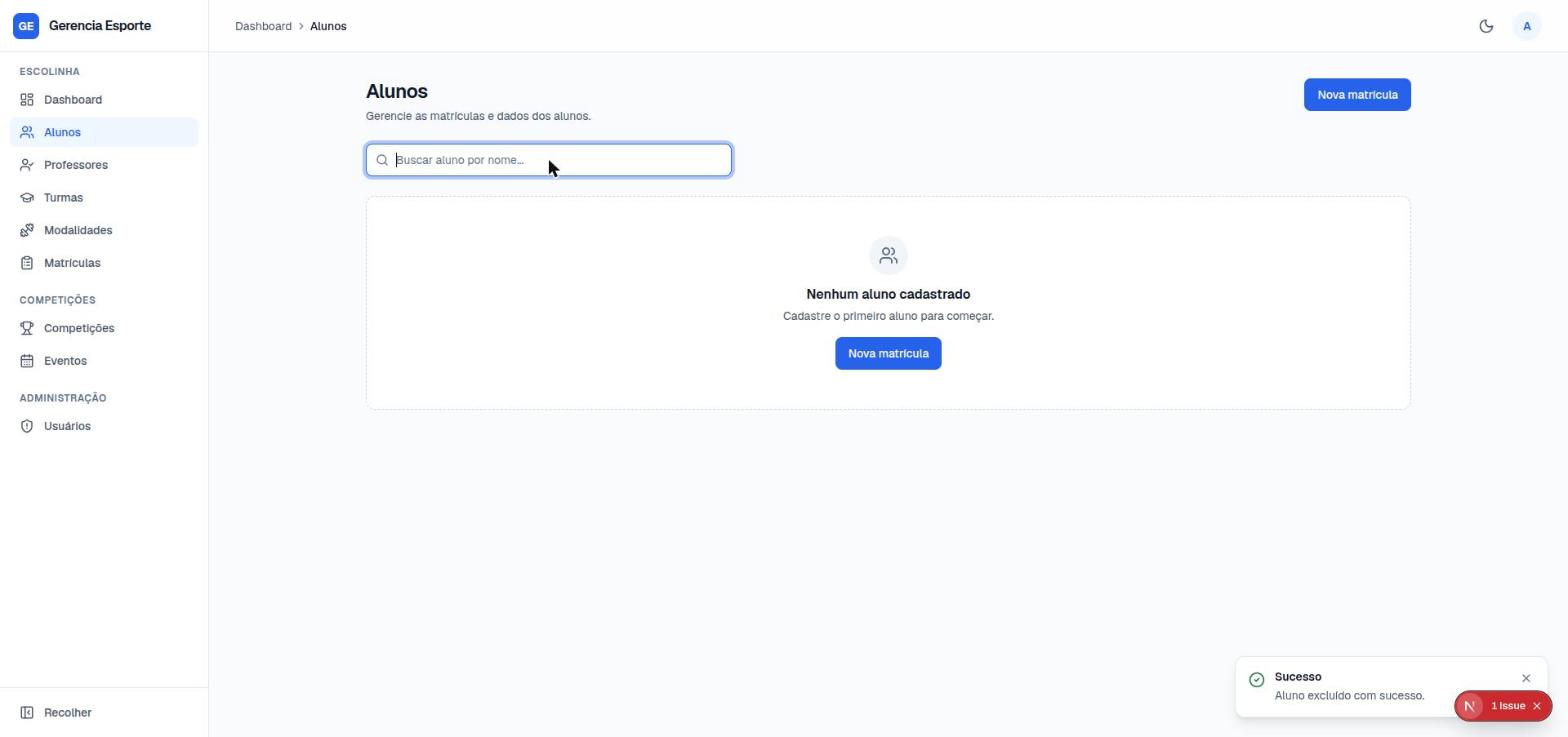 GE Gerencia Esporte
Dashboard > Alunos
A
ESCOLINHA
Dashboard
Alunos
Professores
Turmas
Modalidades
Matrículas
COMPETIÇÕES
Competições
Eventos
ADMINISTRAÇÃO
Usuários
Recolher
Alunos
Gerencie as matrículas e dados dos alunos.
Nova matrícula
Buscar aluno por nome...
Nenhum aluno cadastrado
Cadastre o primeiro aluno para começar.
Nova matrícula
Sucesso
Aluno excluído com sucesso.
N 1 Issue